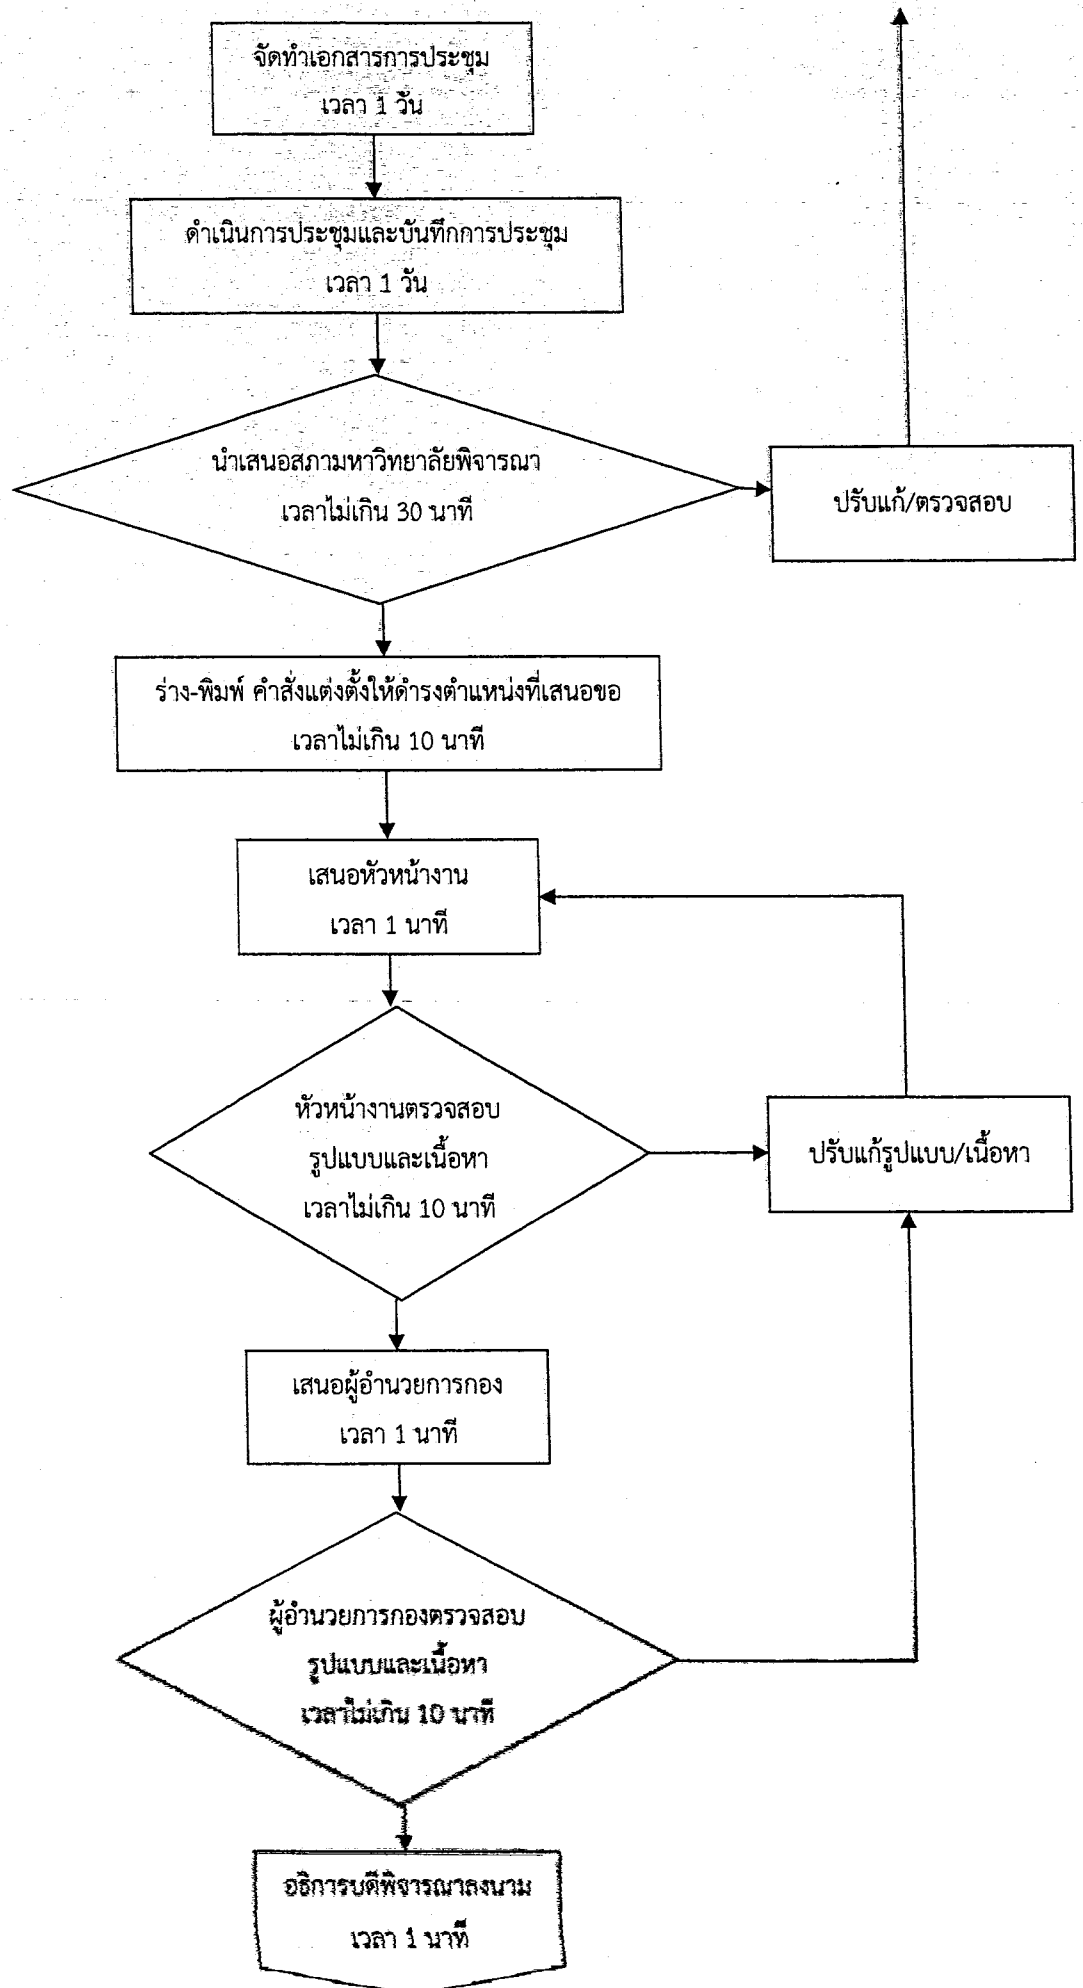 จัดทำเอกสารการประชุม
เวลา 1 วัน
ดำเนินการประชุมและบันทึกการประชุม
เวลา 1 วัน
นำเสนอสภามหาวิทยาลัยพิจารณา
เวลาไม่เกิน 30 นาที
ปรับแก้/ตรวจสอบ
ร่าง-พิมพ์ คำสั่งแต่งตั้งให้ดำรงตำแหน่งที่เสนอขอ
เวลาไม่เกิน 10 นาที
เสนอหัวหน้างาน
เวลา 1 นาที
หัวหน้างานตรวจสอบ
รูปแบบและเนื้อหา
เวลาไม่เกิน 10 นาที
ปรับแก้รูปแบบ/เนื้อหา
เสนอผู้อำนวยการกอง
เวลา 1 นาที
ผู้อำนวยการกองตรวจสอบ
รูปแบบและเนื้อหา
เวลาไม่เกิน 10 นาที
อธิการบดีพิจารณาลงนาม
เวลา 1 นาที